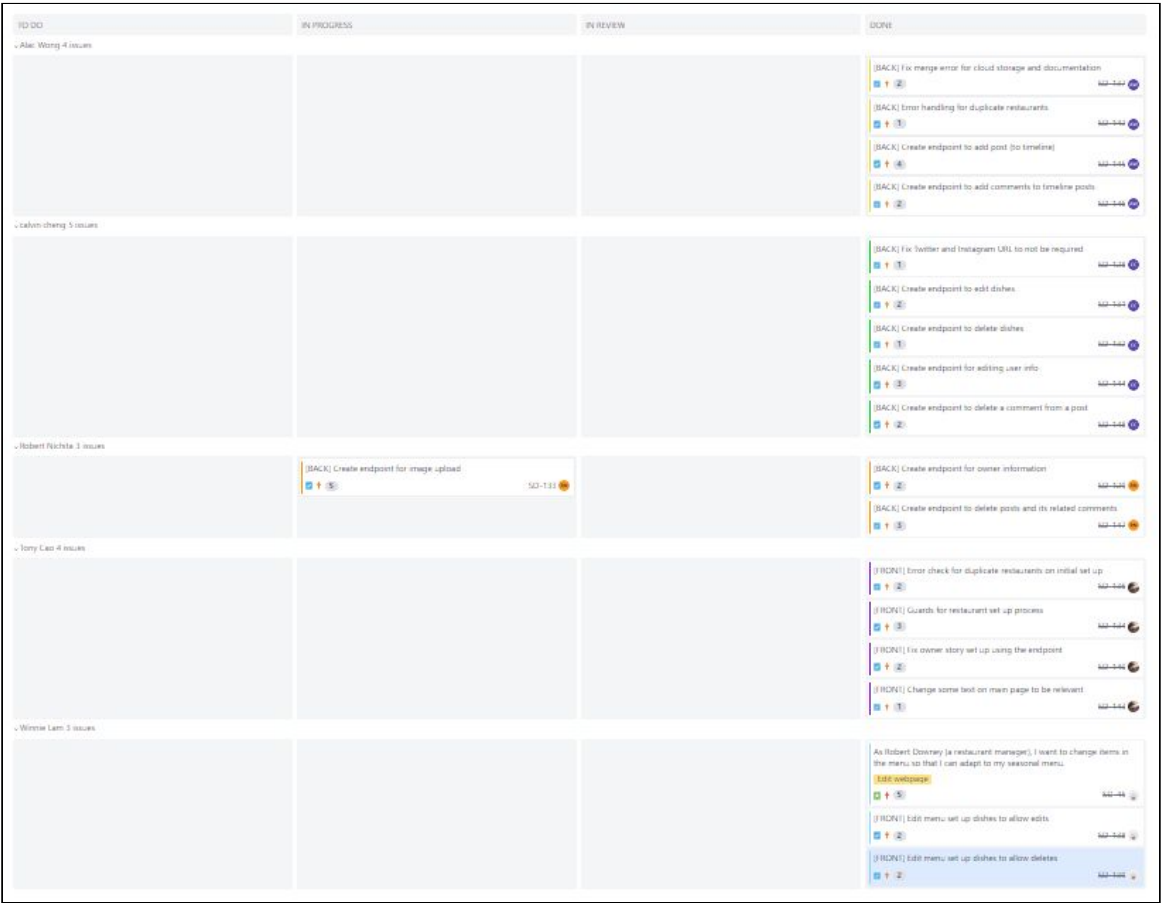 TO DO
IN PROGRESS
IN REVIEW
DONE
Alac Wong 4 issues
[BACK] Fix merge error for cloud storage and documentation
2
[BACK] Error handling for duplicate restaurants
1
[BACK] Create endpoint to add post (to timeline)
4
[BACK] Create endpoint to add comments to timeline posts
2
calvin cheng 5 issues
[BACK] Fix Twitter and Instagram URL to not be required
1
[BACK] Create endpoint to edit dishes
2
[BACK] Create endpoint to delete dishes
1
[BACK] Create endpoint for editing user info
3
[BACK] Create endpoint to delete a comment from a post
2
Robert Nichita 3 issues
[BACK] Create endpoint for image upload
5 SO-133
[BACK] Create endpoint for owner information
2
[BACK] Create endpoint to delete posts and its related comments
3
Tony Cao 4 issues
[FRONT] Error check for duplicate restaurants on initial set up
2
[FRONT] Guards for restaurant set up process
3
[FRONT] Fix owner story set up using the endpoint
2
[FRONT] Change some text on main page to be relevant
1
Winnie Lam 3 issues
As Robert Downey (a restaurant manager), I want to change items in
the menu so that I can adapt to my seasonal menu.
Edit webpage
5
[FRONT] Edit menu set up dishes to allow edits
2
[FRONT] Edit menu set up dishes to allow deletes
2